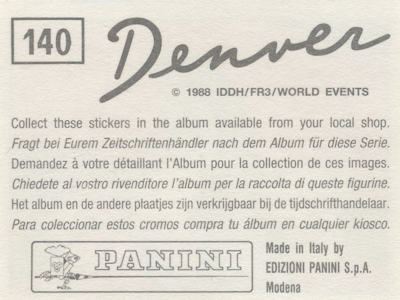 140
Denver
© 1988 IDDH/FR3/WORLD EVENTS
Collect these stickers in the album available from your local shop.
Fragt bei Eurem Zeitschriftenhändler nach dem Album für diese Serie.
Demandez à votre détaillant l'Album pour la collection de ces images.
Chiedete al vostro rivenditore l'album per la raccolta di queste figurine.
Het album en de andere plaatjes zijn verkrijgbaar bij de tijdschrifthandelaar.
Para coleccionar estos cromos compra tu álbum en cualquier kiosco.
PANINI
Made in Italy by
EDIZIONI PANINI S.p.A.
Modena